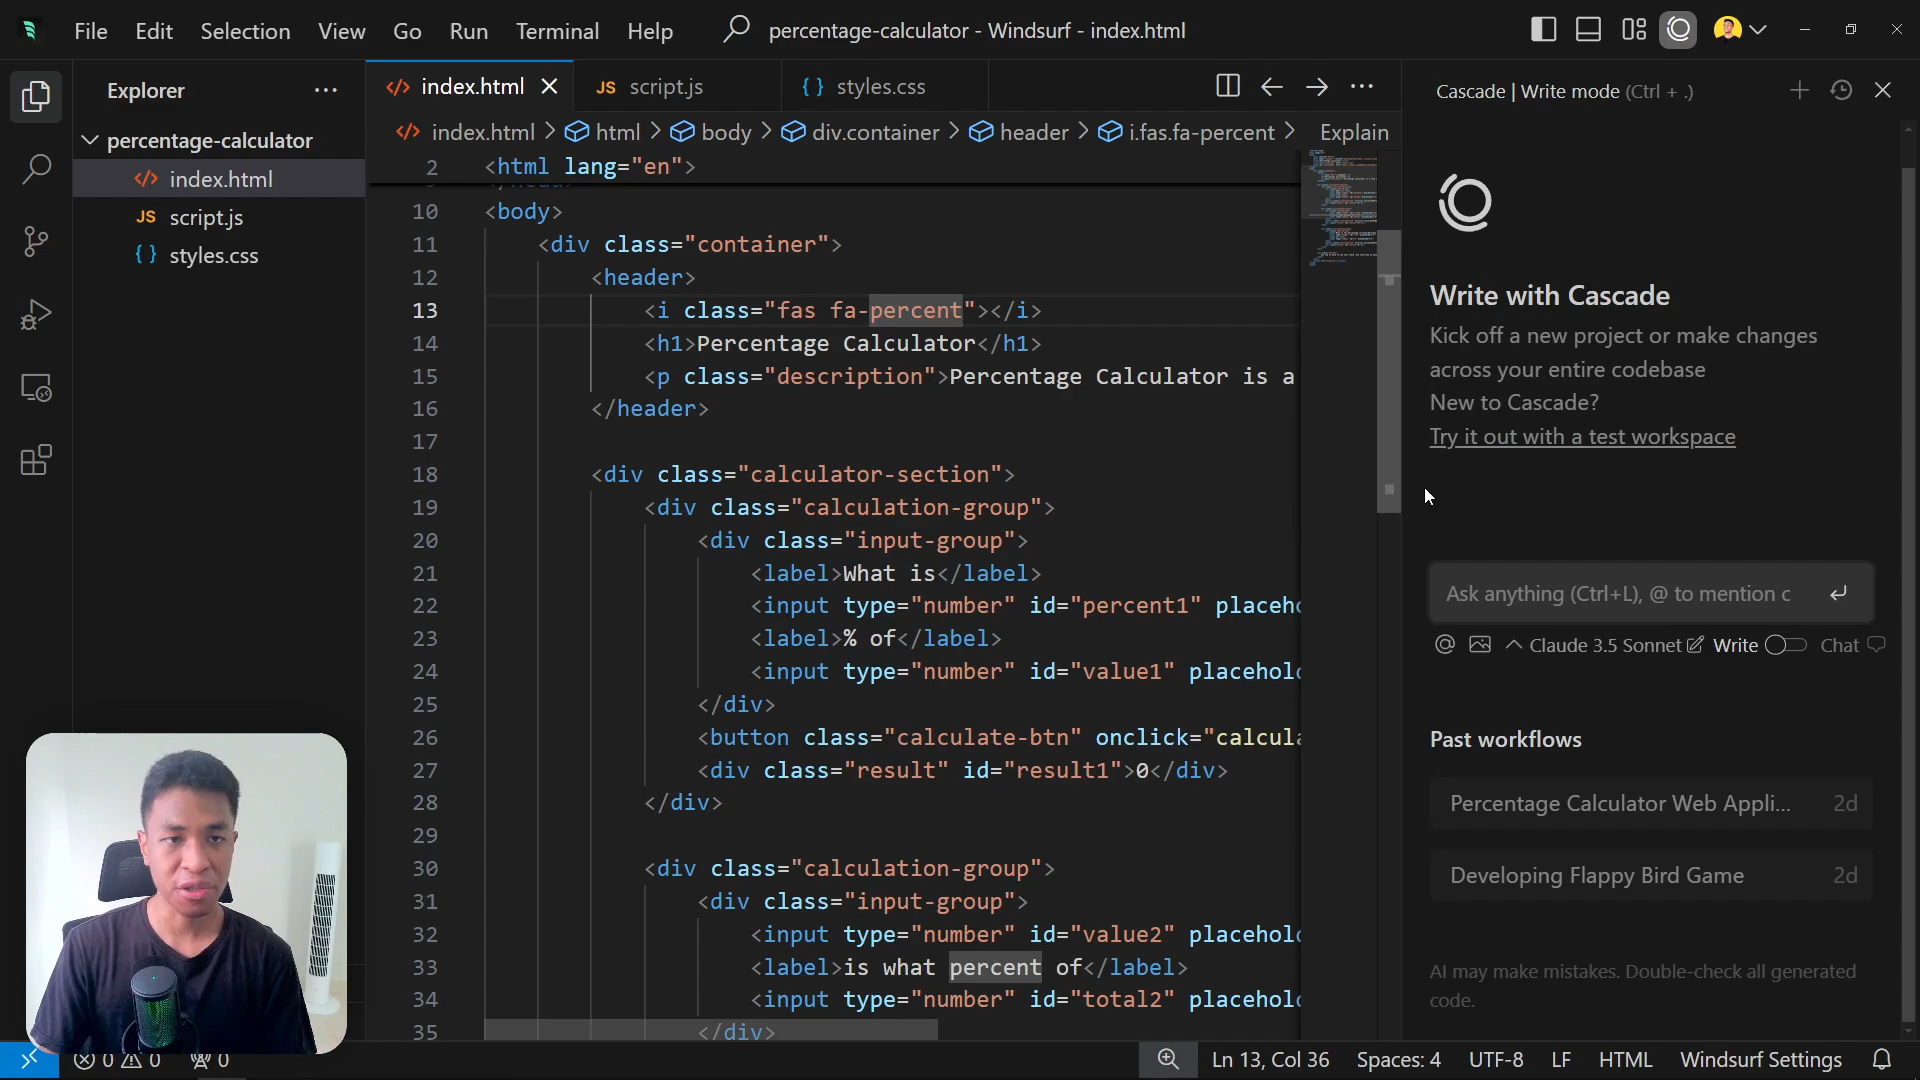 File Edit Selection View Go Run Terminal Help percentage-calculator - Windsurf - index.html
Explorer
percentage-calculator
index.html
JS script.js
{ } styles.css
index.html
JS script.js
{ } styles.css
index.html > html > body > div.container > header > i.fas.fa-percent > Explain
2 <html lang="en">
10 <body>
11 <div class="container">
12 <header>
13 <i class="fas fa-percent"></i>
14 <h1>Percentage Calculator</h1>
15 <p class="description">Percentage Calculator is a
16 </header>
17
18 <div class="calculator-section">
19 <div class="calculation-group">
20 <div class="input-group">
21 <label>What is</label>
22 <input type="number" id="percent1" placeho
23 <label>% of</label>
24 <input type="number" id="value1" placehol
25 </div>
26 <button class="calculate-btn" onclick="calcul
27 <div class="result" id="result1">0</div>
28 </div>
29
30 <div class="calculation-group">
31 <div class="input-group">
32 <input type="number" id="value2" placehol
33 <label>is what percent of</label>
34 <input type="number" id="total2" placehol
35 </div>
Cascade | Write mode (Ctrl + .)
Write with Cascade
Kick off a new project or make changes
across your entire codebase
New to Cascade?
Try it out with a test workspace
Ask anything (Ctrl+L), @ to mention c
Claude 3.5 Sonnet Write Chat
Past workflows
Percentage Calculator Web Appli... 2d
Developing Flappy Bird Game 2d
AI may make mistakes. Double-check all generated
code.
0 0 0 Ln 13, Col 36 Spaces: 4 UTF-8 LF HTML Windsurf Settings